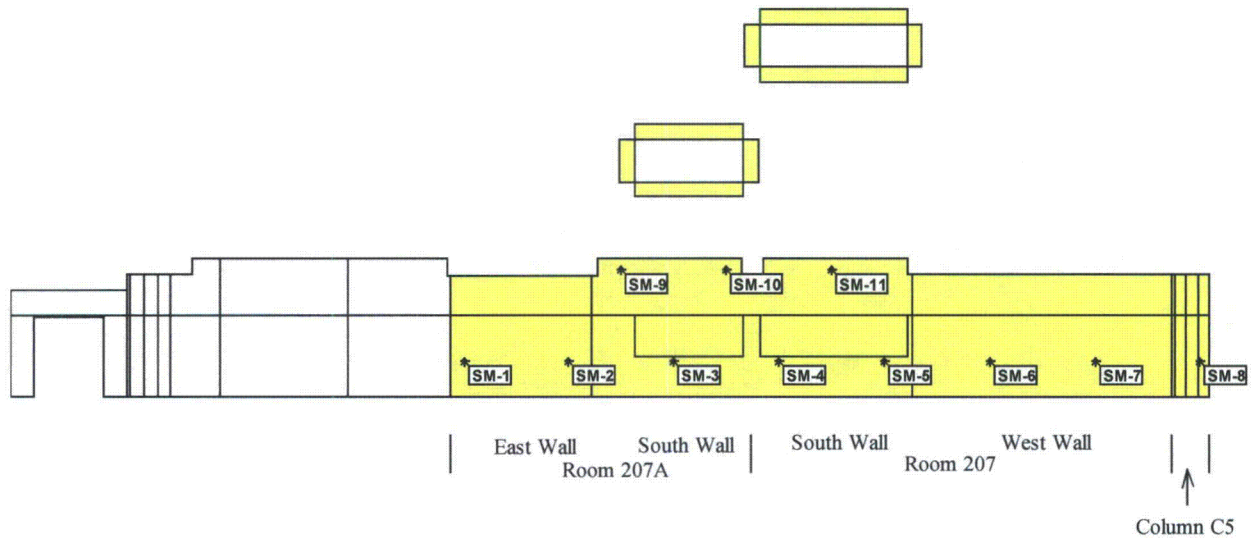 SM-9
SM-10
SM-11
SM-1
SM-2
SM-3
SM-4
SM-5
SM-6
SM-7
SM-8
East Wall
South Wall
South Wall
West Wall
Room 207A
Room 207
Column C5